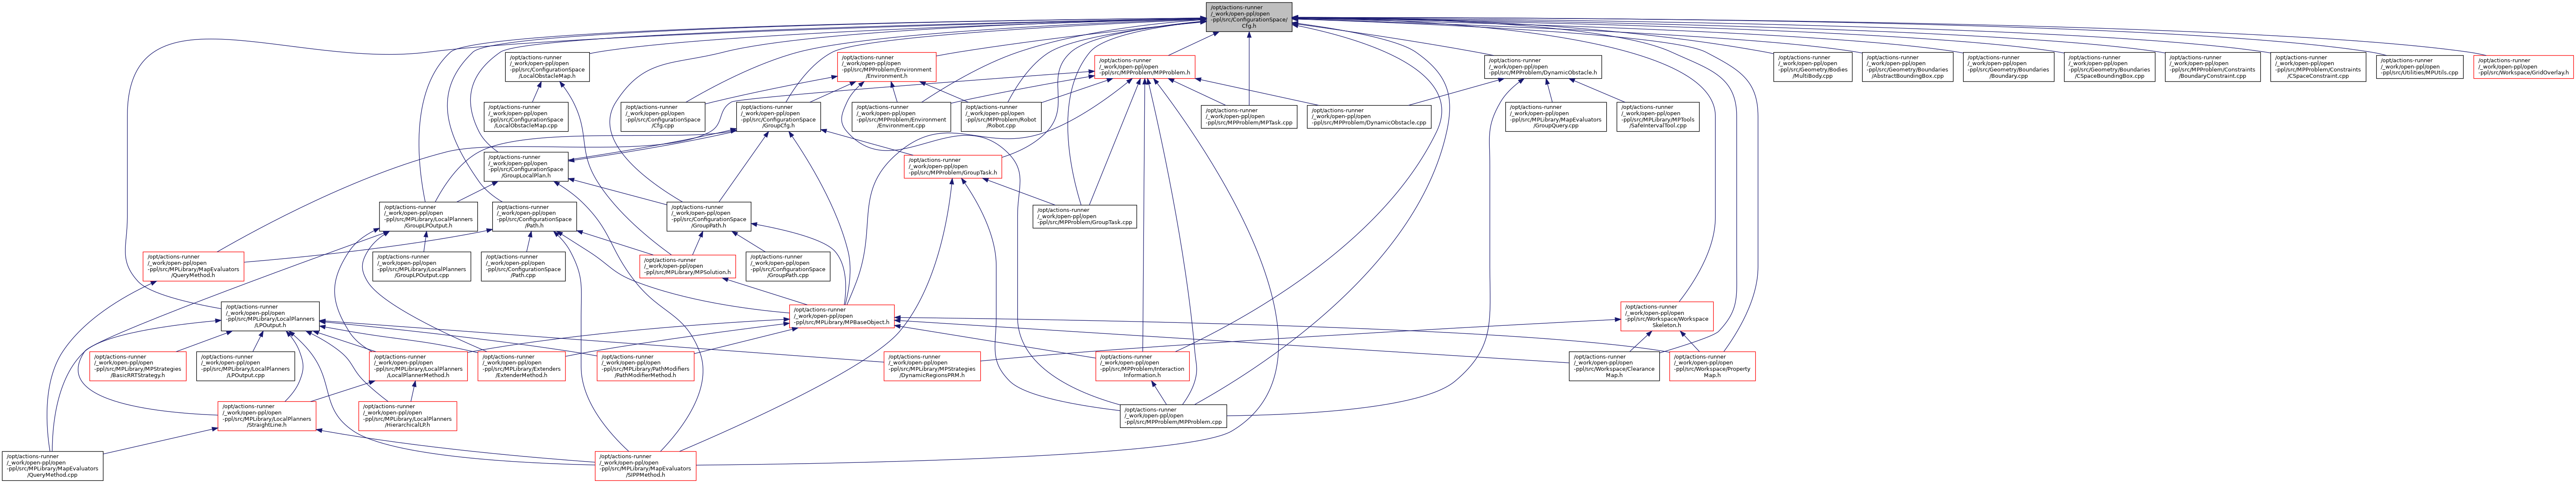 /opt/actions-runner
/_work/open-ppl/open
-ppl/src/ConfigurationSpace/
Cfg.h
/opt/actions-runner
/_work/open-ppl/open
-ppl/src/ConfigurationSpace
/LocalObstacleMap.h
/opt/actions-runner
/_work/open-ppl/open
-ppl/src/MPProblem/Environment
/Environment.h
/opt/actions-runner
/_work/open-ppl/open
-ppl/src/MPProblem/MPProblem.h
/opt/actions-runner
/_work/open-ppl/open
-ppl/src/MPProblem/DynamicObstacle.h
/opt/actions-runner
/_work/open-ppl/open
-ppl/src/Geometry/Bodies
/MultiBody.cpp
/opt/actions-runner
/_work/open-ppl/open
-ppl/src/Geometry/Boundaries
/AbstractBoundingBox.cpp
/opt/actions-runner
/_work/open-ppl/open
-ppl/src/Geometry/Boundaries
/Boundary.cpp
/opt/actions-runner
/_work/open-ppl/open
-ppl/src/Geometry/Boundaries
/CSpaceBoundingBox.cpp
/opt/actions-runner
/_work/open-ppl/open
-ppl/src/MPProblem/Constraints
/BoundaryConstraint.cpp
/opt/actions-runner
/_work/open-ppl/open
-ppl/src/MPProblem/Constraints
/CSpaceConstraint.cpp
/opt/actions-runner
/_work/open-ppl/open
-ppl/src/Utilities/MPUtils.cpp
/opt/actions-runner
/_work/open-ppl/open
-ppl/src/Workspace/GridOverlay.h
/opt/actions-runner
/_work/open-ppl/open
-ppl/src/ConfigurationSpace
/LocalObstacleMap.cpp
/opt/actions-runner
/_work/open-ppl/open
-ppl/src/ConfigurationSpace
/Cfg.cpp
/opt/actions-runner
/_work/open-ppl/open
-ppl/src/ConfigurationSpace
/GroupCfg.h
/opt/actions-runner
/_work/open-ppl/open
-ppl/src/MPProblem/Environment
/Environment.cpp
/opt/actions-runner
/_work/open-ppl/open
-ppl/src/MPProblem/Robot
/Robot.cpp
/opt/actions-runner
/_work/open-ppl/open
-ppl/src/MPProblem/MPTask.cpp
/opt/actions-runner
/_work/open-ppl/open
-ppl/src/MPProblem/DynamicObstacle.cpp
/opt/actions-runner
/_work/open-ppl/open
-ppl/src/MPLibrary/MapEvaluators
/GroupQuery.cpp
/opt/actions-runner
/_work/open-ppl/open
-ppl/src/MPLibrary/MPTools
/SafeIntervalTool.cpp
/opt/actions-runner
/_work/open-ppl/open
-ppl/src/ConfigurationSpace
/GroupLocalPlan.h
/opt/actions-runner
/_work/open-ppl/open
-ppl/src/MPProblem/GroupTask.h
/opt/actions-runner
/_work/open-ppl/open
-ppl/src/MPLibrary/LocalPlanners
/GroupLPOutput.h
/opt/actions-runner
/_work/open-ppl/open
-ppl/src/ConfigurationSpace
/Path.h
/opt/actions-runner
/_work/open-ppl/open
-ppl/src/ConfigurationSpace
/GroupPath.h
/opt/actions-runner
/_work/open-ppl/open
-ppl/src/MPProblem/GroupTask.cpp
/opt/actions-runner
/_work/open-ppl/open
-ppl/src/MPLibrary/MapEvaluators
/QueryMethod.h
/opt/actions-runner
/_work/open-ppl/open
-ppl/src/MPLibrary/LocalPlanners
/GroupLPOutput.cpp
/opt/actions-runner
/_work/open-ppl/open
-ppl/src/ConfigurationSpace
/Path.cpp
/opt/actions-runner
/_work/open-ppl/open
-ppl/src/MPLibrary/MPSolution.h
/opt/actions-runner
/_work/open-ppl/open
-ppl/src/ConfigurationSpace
/GroupPath.cpp
/opt/actions-runner
/_work/open-ppl/open
-ppl/src/MPLibrary/LocalPlanners
/LPOutput.h
/opt/actions-runner
/_work/open-ppl/open
-ppl/src/MPLibrary/MPBaseObject.h
/opt/actions-runner
/_work/open-ppl/open
-ppl/src/Workspace/Workspace
Skeleton.h
/opt/actions-runner
/_work/open-ppl/open
-ppl/src/MPLibrary/MPStrategies
/BasicRRTStrategy.h
/opt/actions-runner
/_work/open-ppl/open
-ppl/src/MPLibrary/LocalPlanners
/LPOutput.cpp
/opt/actions-runner
/_work/open-ppl/open
-ppl/src/MPLibrary/LocalPlanners
/LocalPlannerMethod.h
/opt/actions-runner
/_work/open-ppl/open
-ppl/src/MPLibrary/Extenders
/ExtenderMethod.h
/opt/actions-runner
/_work/open-ppl/open
-ppl/src/MPLibrary/PathModifiers
/PathModifierMethod.h
/opt/actions-runner
/_work/open-ppl/open
-ppl/src/MPLibrary/MPStrategies
/DynamicRegionsPRM.h
/opt/actions-runner
/_work/open-ppl/open
-ppl/src/MPProblem/Interaction
Information.h
/opt/actions-runner
/_work/open-ppl/open
-ppl/src/Workspace/Clearance
Map.h
/opt/actions-runner
/_work/open-ppl/open
-ppl/src/Workspace/Property
Map.h
/opt/actions-runner
/_work/open-ppl/open
-ppl/src/MPLibrary/LocalPlanners
/StraightLine.h
/opt/actions-runner
/_work/open-ppl/open
-ppl/src/MPLibrary/LocalPlanners
/HierarchicalLP.h
/opt/actions-runner
/_work/open-ppl/open
-ppl/src/MPProblem/MPProblem.cpp
/opt/actions-runner
/_work/open-ppl/open
-ppl/src/MPLibrary/MapEvaluators
/QueryMethod.cpp
/opt/actions-runner
/_work/open-ppl/open
-ppl/src/MPLibrary/MapEvaluators
/SIPPMethod.h